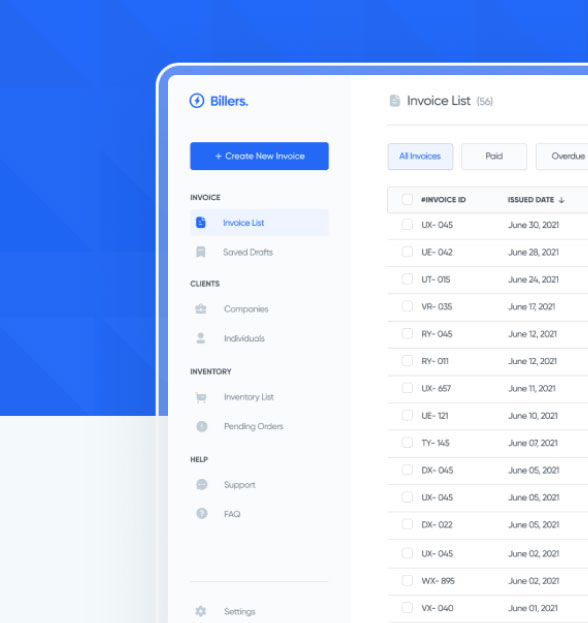 Billers.
+ Create New Invoice
INVOICE
Invoice List
Saved Drafts
CLIENTS
Companies
Individuals
INVENTORY
Inventory List
Pending Orders
HELP
Support
FAQ
Settings
Invoice List (56)
All Invoices Paid Overdue
#INVOICE ID ISSUED DATE ↓
UX- 045 June 30, 2021
UE- 042 June 28, 2021
UT- 015 June 24, 2021
VR- 035 June 17, 2021
RY- 045 June 12, 2021
RY- 011 June 12, 2021
UX- 657 June 11, 2021
UE- 121 June 10, 2021
TY- 145 June 07, 2021
DX- 045 June 05, 2021
UX- 045 June 05, 2021
DX- 022 June 05, 2021
UX- 045 June 02, 2021
WX- 895 June 02, 2021
VX- 040 June 01, 2021